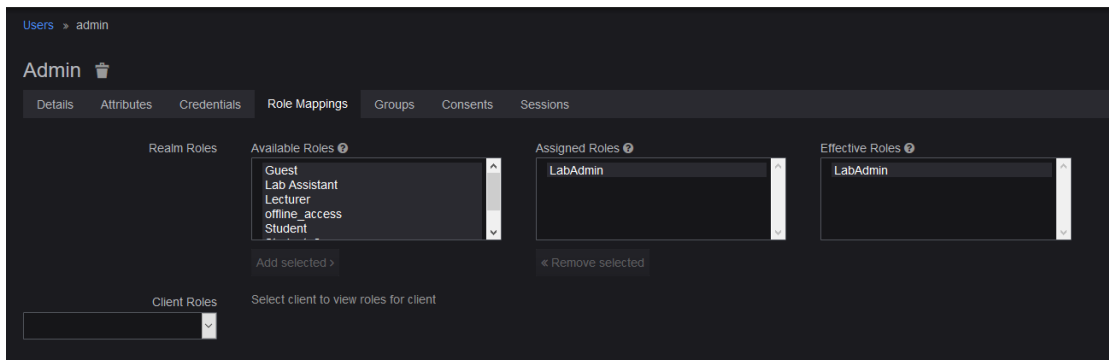 Users » admin
Admin
Details Attributes Credentials Role Mappings Groups Consents Sessions
Realm Roles
Available Roles
Guest
Lab Assistant
Lecturer
offline_access
Student
Add selected >
Assigned Roles
LabAdmin
« Remove selected
Effective Roles
LabAdmin
Client Roles
Select client to view roles for client